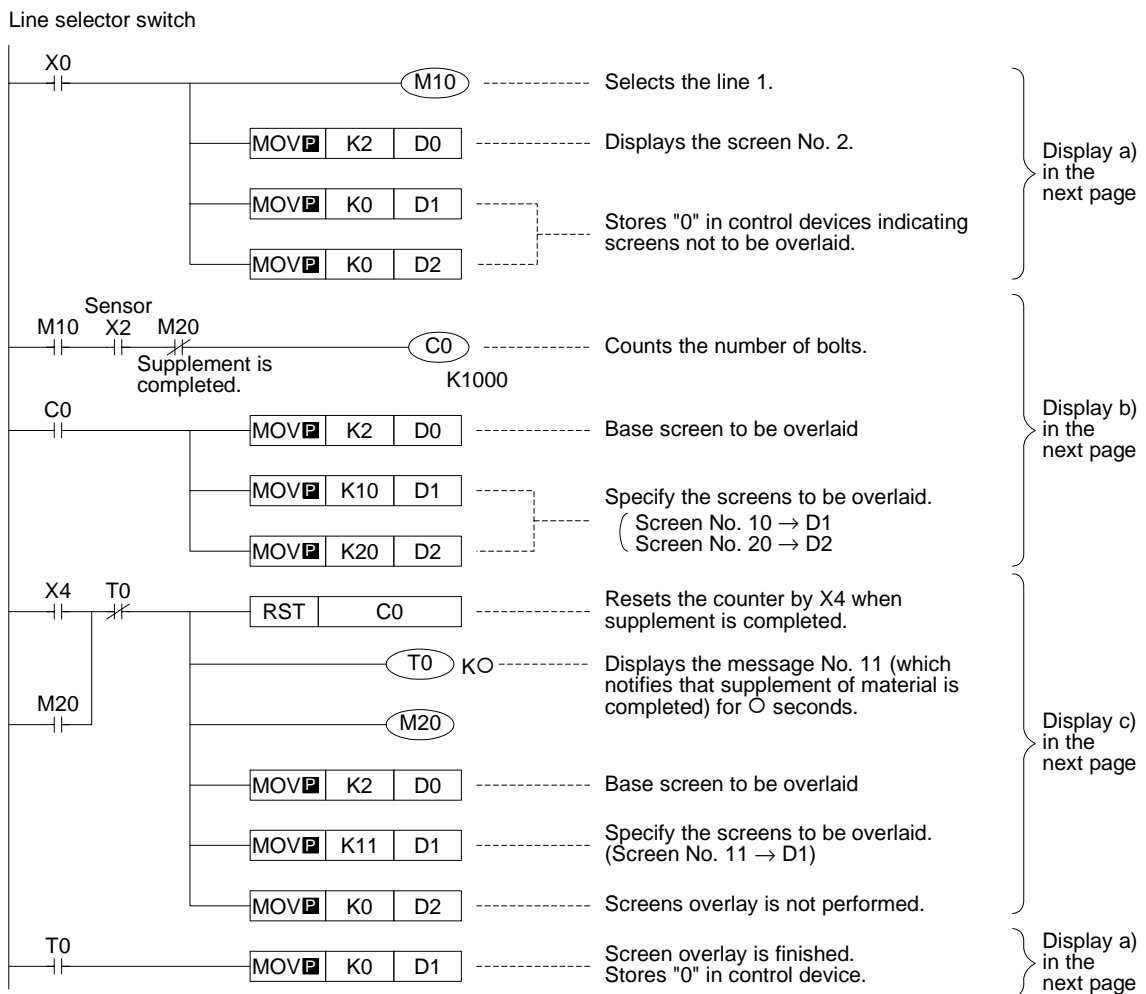 Line selector switch
X0
M10
Selects the line 1.
MOVP K2 D0
Displays the screen No. 2.
MOVP K0 D1
Stores "0" in control devices indicating
screens not to be overlaid.
MOVP K0 D2
Display a)
in the
next page
Sensor
M10 X2 M20
C0
Counts the number of bolts.
Supplement is
completed.
K1000
C0
MOVP K2 D0
Base screen to be overlaid
MOVP K10 D1
Specify the screens to be overlaid.
Screen No. 10 → D1
Screen No. 20 → D2
MOVP K20 D2
Display b)
in the
next page
X4 T0
RST C0
Resets the counter by X4 when
supplement is completed.
T0 K○
Displays the message No. 11 (which
notifies that supplement of material is
completed) for ○ seconds.
M20
M20
MOVP K2 D0
Base screen to be overlaid
MOVP K11 D1
Specify the screens to be overlaid.
(Screen No. 11 → D1)
MOVP K0 D2
Screens overlay is not performed.
Display c)
in the
next page
T0
MOVP K0 D1
Screen overlay is finished.
Stores "0" in control device.
Display a)
in the
next page